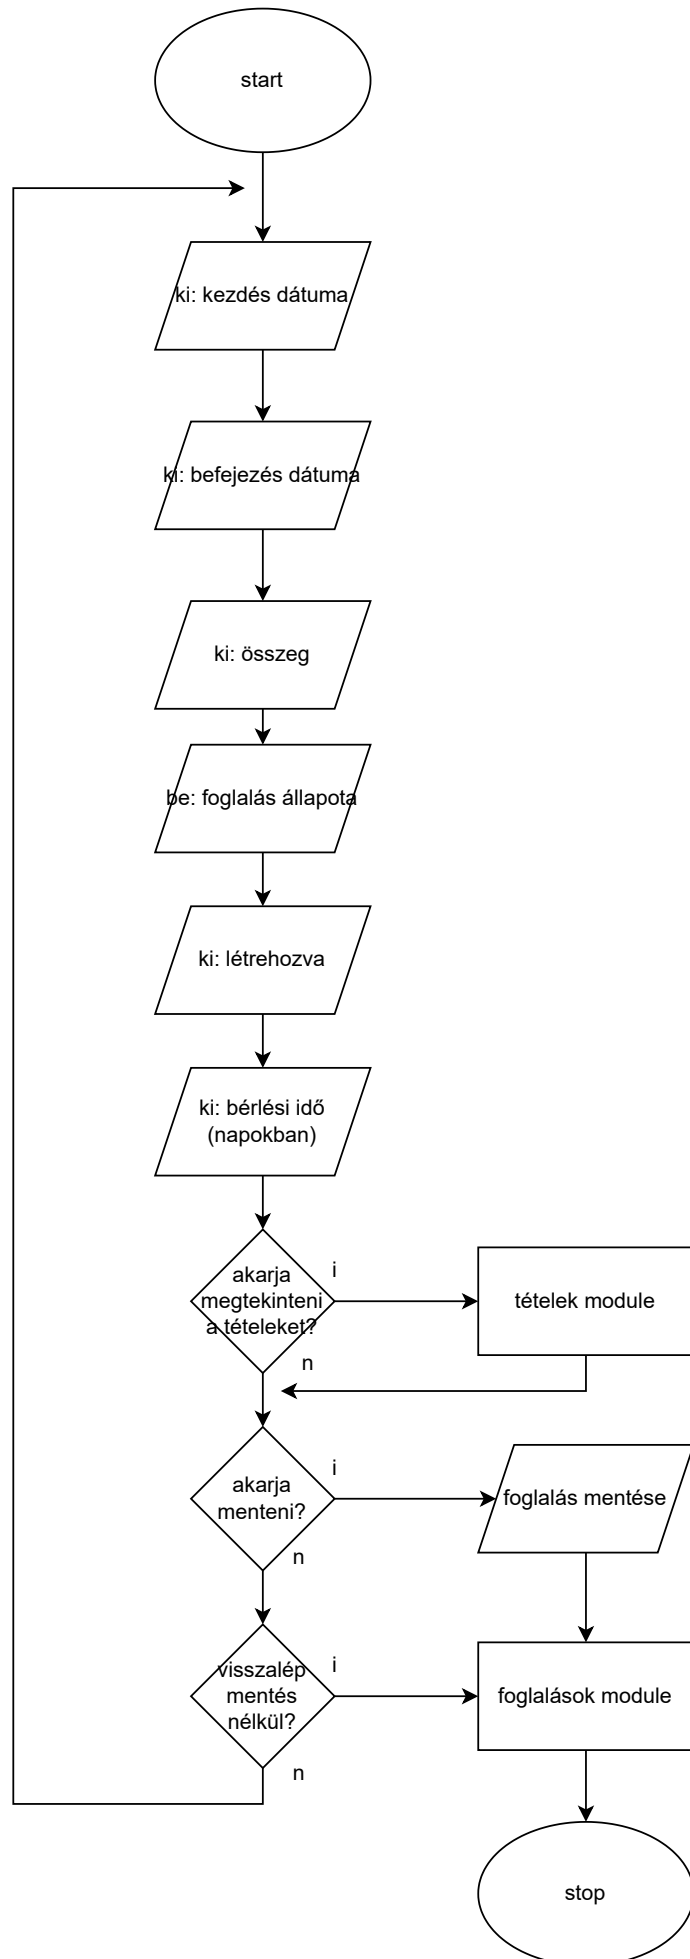 start
ki: kezdés dátuma
ki: befejezés dátuma
ki: összeg
be: foglalás állapota
ki: létrehozva
ki: bérlési idő
(napokban)
akarja
megtekinteni
a tételeket?
i
tételek module
n
akarja
menteni?
i
foglalás mentése
n
visszalép
mentés
nélkül?
i
foglalások module
n
stop